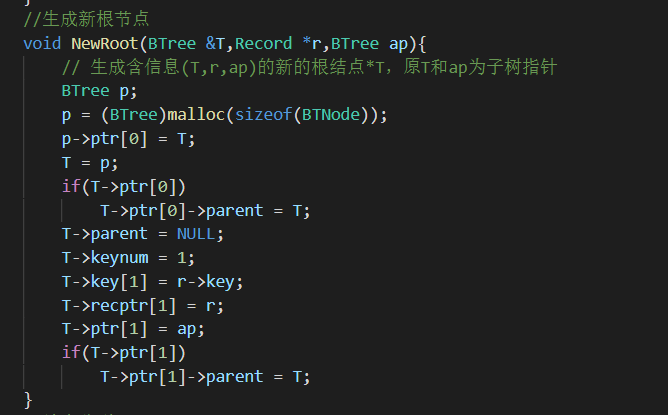 }
//生成新根节点
void NewRoot(BTree &T,Record *r,BTree ap){
// 生成含信息(T,r,ap)的新的根结点*T，原T和ap为子树指针
BTree p;
p = (BTree)malloc(sizeof(BTNode));
p->ptr[0] = T;
T = p;
if(T->ptr[0])
T->ptr[0]->parent = T;
T->parent = NULL;
T->keynum = 1;
T->key[1] = r->key;
T->recptr[1] = r;
T->ptr[1] = ap;
if(T->ptr[1])
T->ptr[1]->parent = T;
}